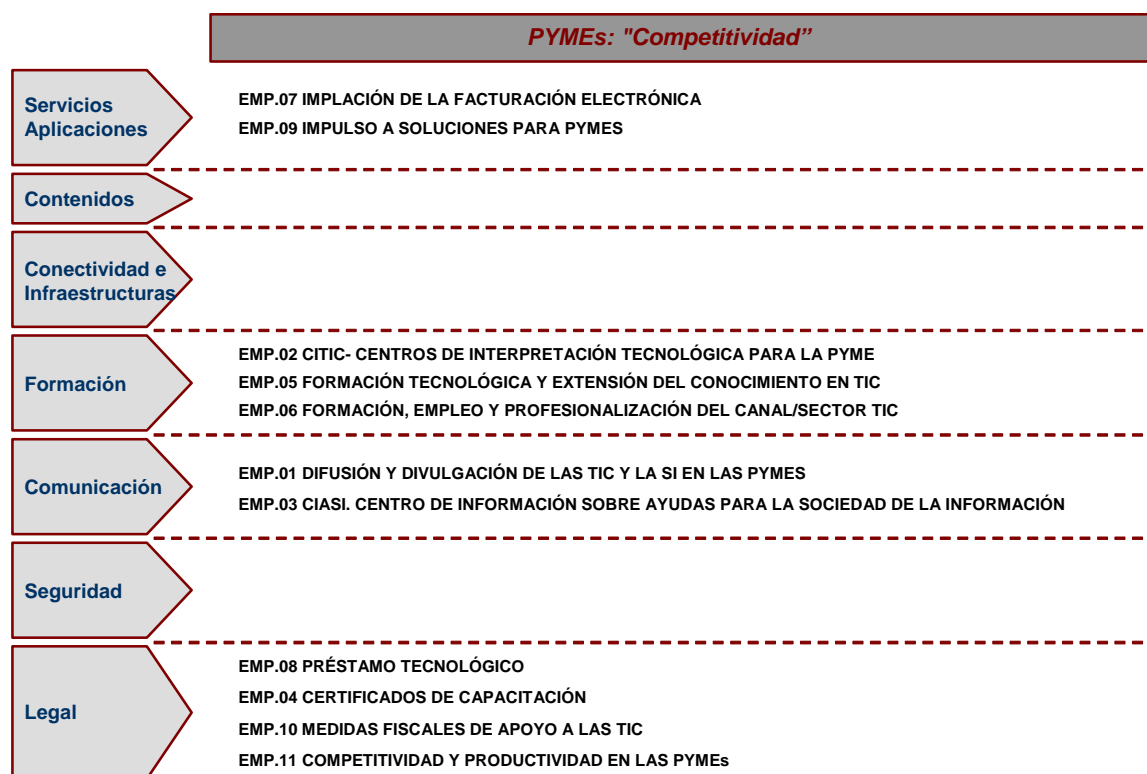 PYMEs: "Competitividad”
Servicios
Aplicaciones
EMP.07 IMPLACIÓN DE LA FACTURACIÓN ELECTRÓNICA
EMP.09 IMPULSO A SOLUCIONES PARA PYMES
Contenidos
Conectividad e
Infraestructuras
Formación
EMP.02 CITIC- CENTROS DE INTERPRETACIÓN TECNOLÓGICA PARA LA PYME
EMP.05 FORMACIÓN TECNOLÓGICA Y EXTENSIÓN DEL CONOCIMIENTO EN TIC
EMP.06 FORMACIÓN, EMPLEO Y PROFESIONALIZACIÓN DEL CANAL/SECTOR TIC
Comunicación
EMP.01 DIFUSIÓN Y DIVULGACIÓN DE LAS TIC Y LA SI EN LAS PYMES
EMP.03 CIASI. CENTRO DE INFORMACIÓN SOBRE AYUDAS PARA LA SOCIEDAD DE LA INFORMACIÓN
Seguridad
Legal
EMP.08 PRÉSTAMO TECNOLÓGICO
EMP.04 CERTIFICADOS DE CAPACITACIÓN
EMP.10 MEDIDAS FISCALES DE APOYO A LAS TIC
EMP.11 COMPETITIVIDAD Y PRODUCTIVIDAD EN LAS PYMEs